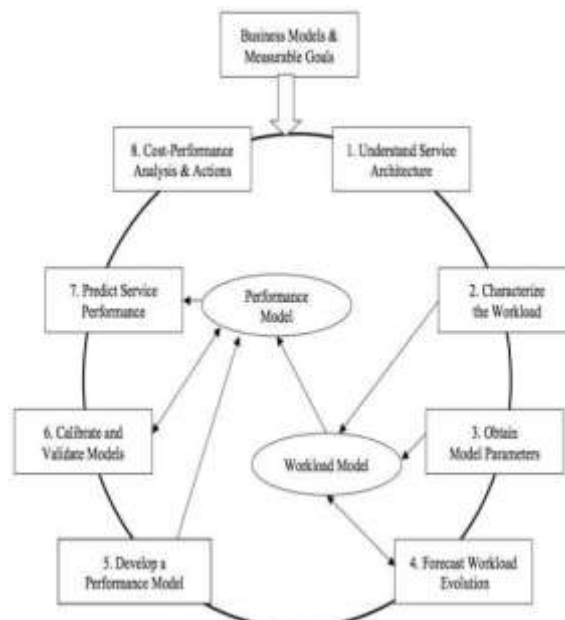 Business Models &
Measurable Goals
8. Cost-Performance
Analysis & Actions
1. Understand Service
Architecture
7. Predict Service
Performance
Performance
Model
2. Characterize
the Workload
6. Calibrate and
Validate Models
Workload Model
3. Obtain
Model Parameters
5. Develop a
Performance Model
4. Forecast Workload
Evolution